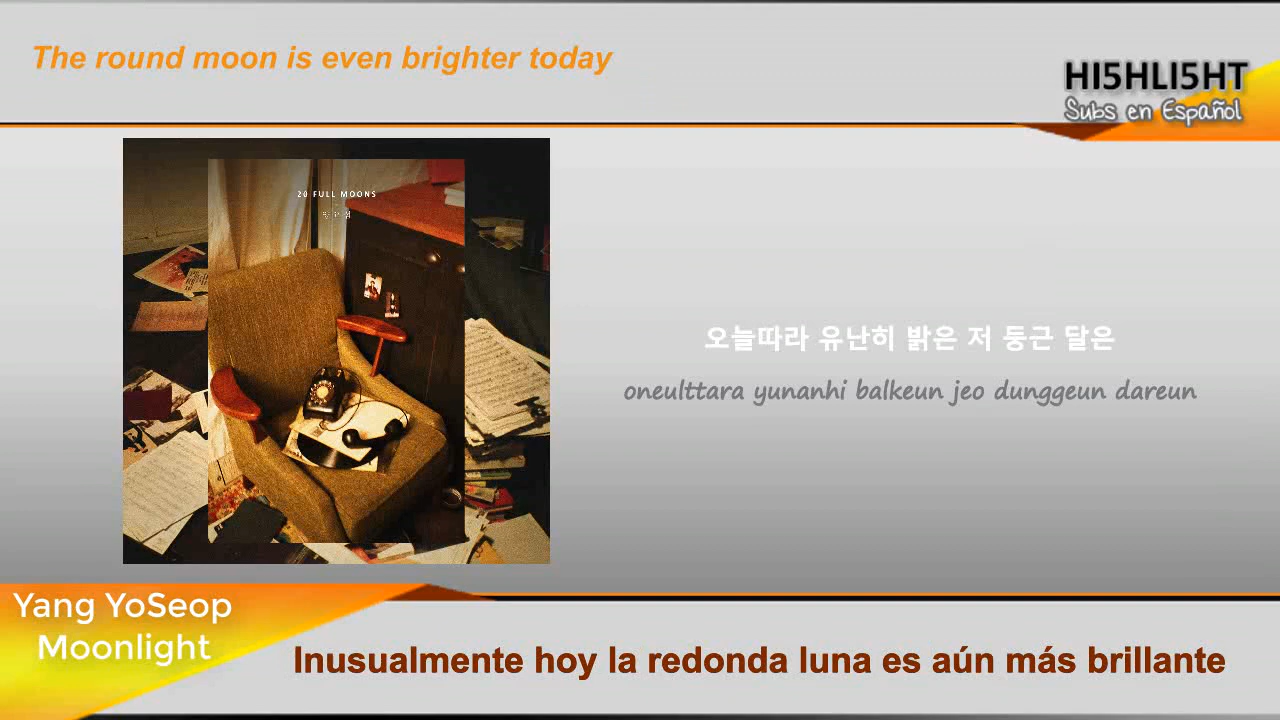 The round moon is even brighter today
HI5HLI5HT
Subs en Español
20 FULL MOONS
오늘따라 유난히 밝은 저 둥근 달은
oneulttara yunanhi balkeun jeo dunggeun dareun
Yang YoSeop
Moonlight
Inusualmente hoy la redonda luna es aún más brillante